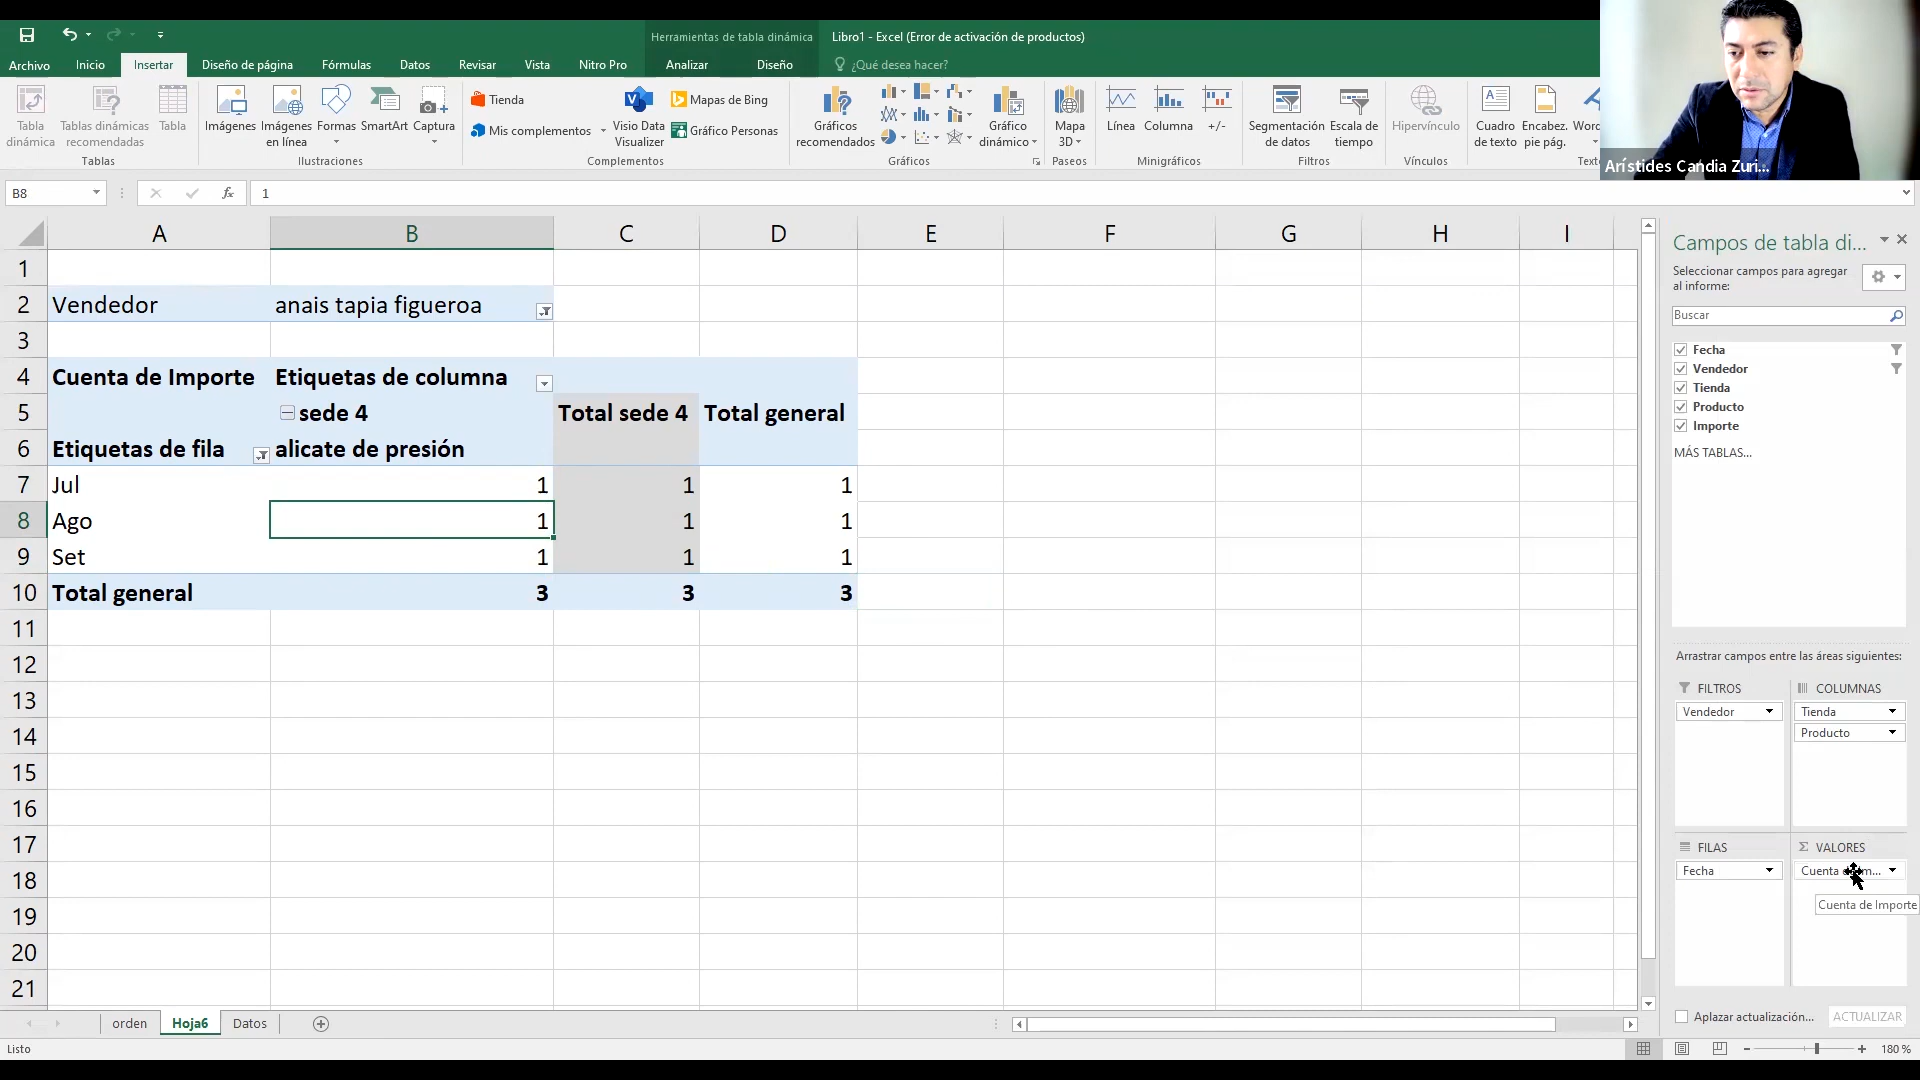 Herramientas de tabla dinámica
Libro1 - Excel (Error de activación de productos)
Archivo
Inicio
Insertar
Diseño de página
Fórmulas
Datos
Revisar
Vista
Nitro Pro
Analizar
Diseño
¿Qué desea hacer?
Tabla
dinámica
Tablas dinámicas
recomendadas
Tabla
Tablas
Imágenes
Imágenes
en línea
Formas
SmartArt
Captura
Ilustraciones
Tienda
Mis complementos
Visio Data
Visualizer
Mapas de Bing
Gráfico Personas
Complementos
Gráficos
recomendados
Gráfico
dinámico
Gráficos
Mapa
3D
Paseos
Línea
Columna
+/-
Minigráficos
Segmentación
de datos
Escala de
tiempo
Filtros
Hipervínculo
Vínculos
Cuadro
de texto
Encabez.
pie pág.
Arístides Candia Zuri...
B8
fx
1
A B C D E F G H I
1
2 Vendedor anais tapia figueroa
3
4 Cuenta de Importe Etiquetas de columna
5 sede 4 Total sede 4 Total general
6 Etiquetas de fila alicate de presión
7 Jul 1 1 1
8 Ago 1 1 1
9 Set 1 1 1
10 Total general 3 3 3
11
12
13
14
15
16
17
18
19
20
21
Campos de tabla di...
Seleccionar campos para agregar
al informe:
Buscar
Fecha
Vendedor
Tienda
Producto
Importe
MÁS TABLAS...
Arrastrar campos entre las áreas siguientes:
FILTROS
Vendedor
COLUMNAS
Tienda
Producto
FILAS
Fecha
Σ VALORES
Cuenta
Cuenta de Importe
Aplazar actualización...
ACTUALIZAR
orden
Hoja6
Datos
Listo
180 %